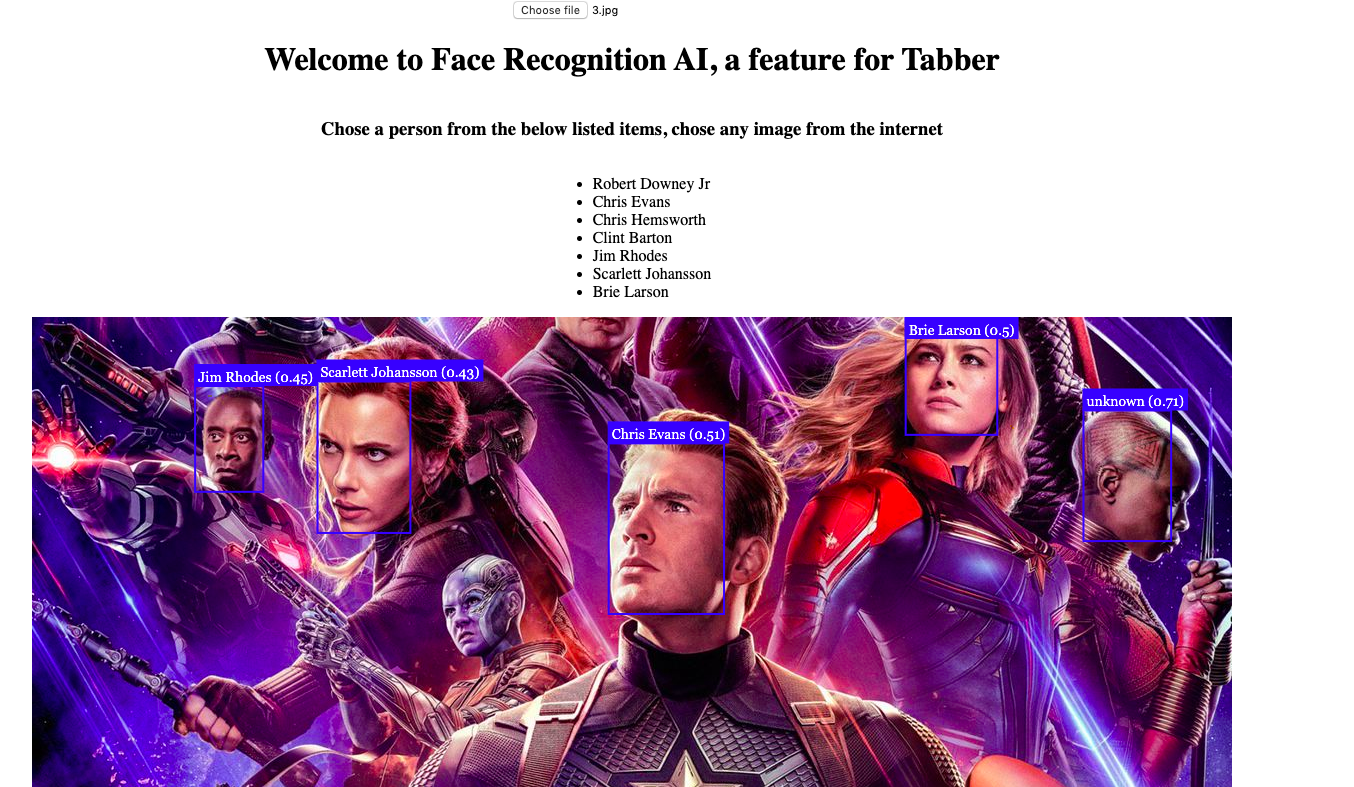 Choose file 3.jpg
Welcome to Face Recognition AI, a feature for Tabber
Chose a person from the below listed items, chose any image from the internet
Robert Downey Jr
Chris Evans
Chris Hemsworth
Clint Barton
Jim Rhodes
Scarlett Johansson
Brie Larson
Brie Larson (0.5)
Jim Rhodes (0.45)
Scarlett Johansson (0.43)
unknown (0.71)
Chris Evans (0.51)